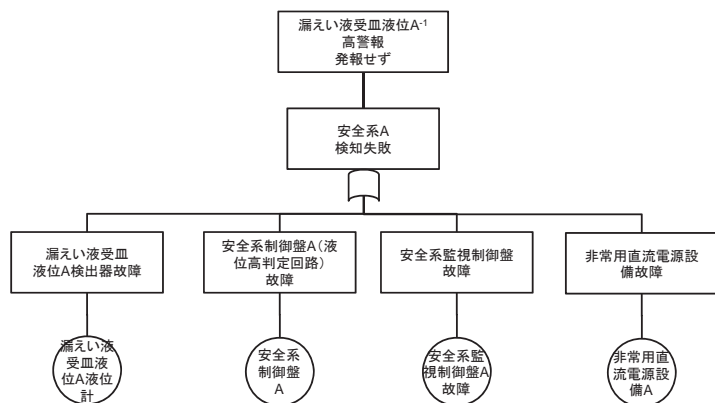 漏えい液受皿液位A-1
高警報
発報せず
安全系A
検知失敗
漏えい液受皿
液位A検出器故障
安全系制御盤A(液
位高判定回路)
故障
安全系監視制御盤
故障
非常用直流電源設
備故障
漏えい液
受皿液
位A液位
計
安全系
制御盤
A
安全系監
視制御盤A
故障
非常用直
流電源設
備A